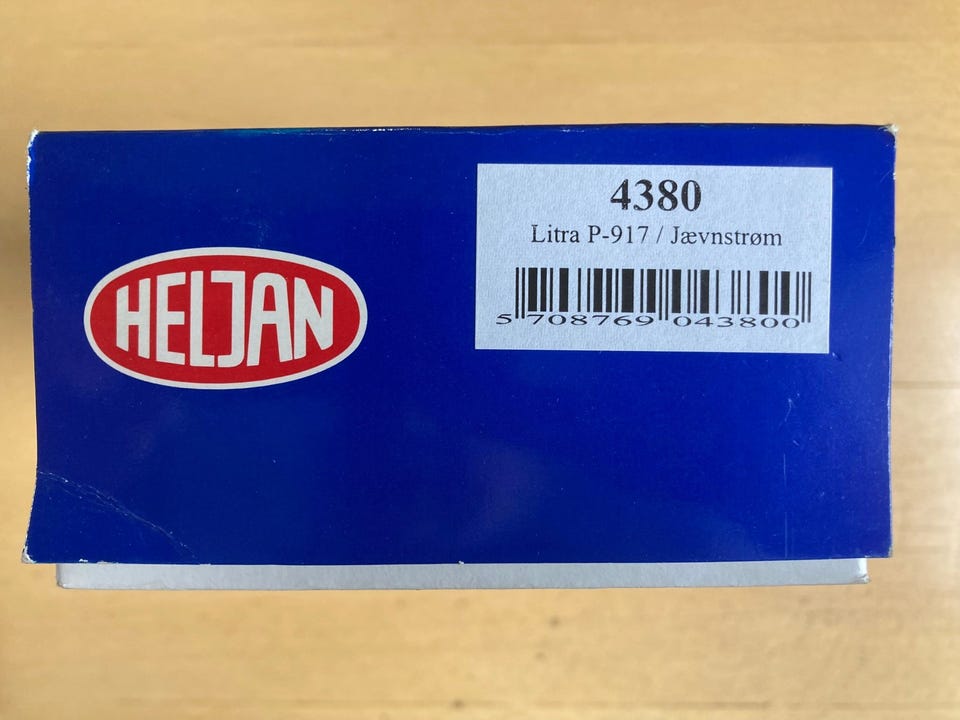 HELJAN
4380
Litra P-917 / Jævnstrøm
5 708769 043800